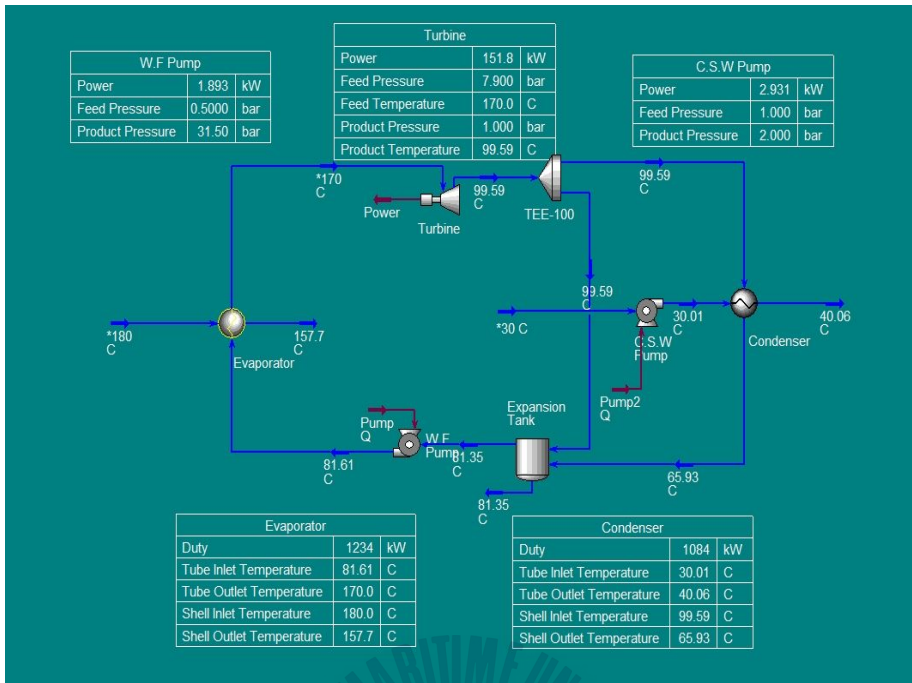 W.F Pump
Power 1.893 kW
Feed Pressure 0.5000 bar
Product Pressure 31.50 bar
Turbine
Power 151.8 kW
Feed Pressure 7.900 bar
Feed Temperature 170.0 C
Product Pressure 1.000 bar
Product Temperature 99.59 C
C.S.W Pump
Power 2.931 kW
Feed Pressure 1.000 bar
Product Pressure 2.000 bar
*170
C
99.59
C
99.59
C
Power
Turbine
TEE-100
99.59
C
*30 C
30.01
C
40.06
C
C.S.W
Pump
Condenser
*180
C
157.7
C
Evaporator
Pump2
Q
Expansion
Tank
Pump
Q
W.F
Pump
81.35
C
81.61
C
65.93
C
81.35
C
Evaporator
Duty 1234 kW
Tube Inlet Temperature 81.61 C
Tube Outlet Temperature 170.0 C
Shell Inlet Temperature 180.0 C
Shell Outlet Temperature 157.7 C
Condenser
Duty 1084 kW
Tube Inlet Temperature 30.01 C
Tube Outlet Temperature 40.06 C
Shell Inlet Temperature 99.59 C
Shell Outlet Temperature 65.93 C
MARITIME UN